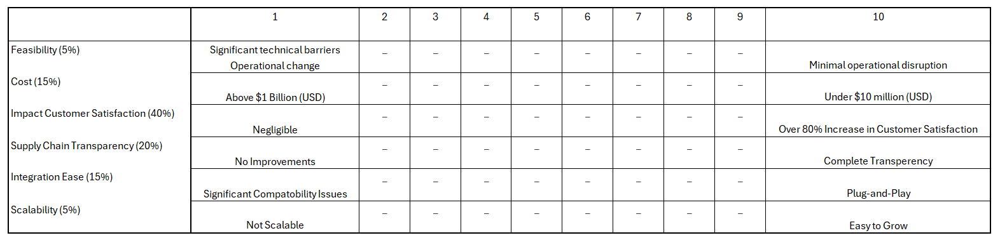 1 2 3 4 5 6 7 8 9 10
Feasibility (5%) Significant technical barriers – – – – – – – –
Operational change Minimal operational disruption
Cost (15%) – – – – – – – –
Above $1 Billion (USD) Under $10 million (USD)
Impact Customer Satisfaction (40%) – – – – – – – –
Negligible Over 80% Increase in Customer Satisfaction
Supply Chain Transparency (20%) – – – – – – – –
No Improvements Complete Transperency
Integration Ease (15%) – – – – – – – –
Significant Compatobility Issues Plug-and-Play
Scalability (5%) – – – – – – – –
Not Scalable Easy to Grow